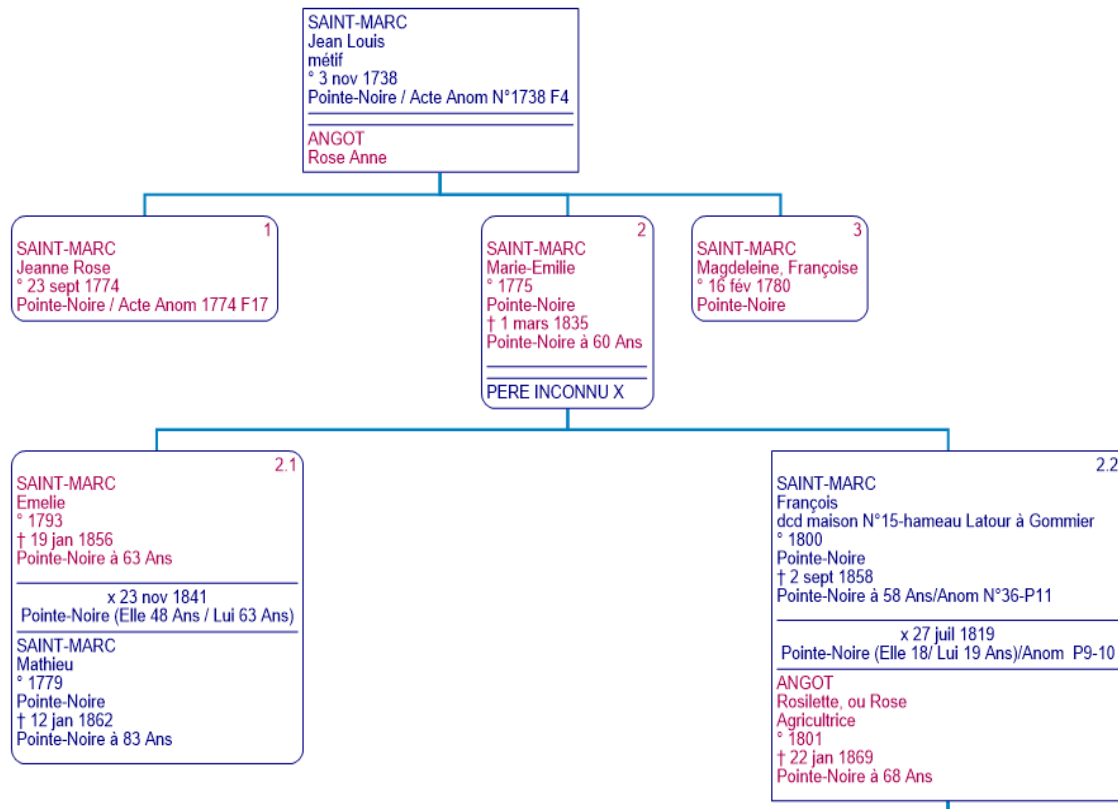 SAINT-MARC
Jean Louis
métif
° 3 nov 1738
Pointe-Noire / Acte Anom N°1738 F4
ANGOT
Rose Anne
1
SAINT-MARC
Jeanne Rose
° 23 sept 1774
Pointe-Noire / Acte Anom 1774 F17
2
SAINT-MARC
Marie-Emilie
° 1775
Pointe-Noire
† 1 mars 1835
Pointe-Noire à 60 Ans
PERE INCONNU X
3
SAINT-MARC
Magdeleine, Françoise
° 16 fév 1780
Pointe-Noire
2.1
SAINT-MARC
Emelie
° 1793
† 19 jan 1856
Pointe-Noire à 63 Ans
x 23 nov 1841
Pointe-Noire (Elle 48 Ans / Lui 63 Ans)
SAINT-MARC
Mathieu
° 1779
Pointe-Noire
† 12 jan 1862
Pointe-Noire à 83 Ans
2.2
SAINT-MARC
François
dcd maison N°15-hameau Latour à Gommier
° 1800
Pointe-Noire
† 2 sept 1858
Pointe-Noire à 58 Ans/Anom N°36-P11
x 27 juil 1819
Pointe-Noire (Elle 18/ Lui 19 Ans)/Anom P9-10
ANGOT
Rosilette, ou Rose
Agricultrice
° 1801
† 22 jan 1869
Pointe-Noire à 68 Ans